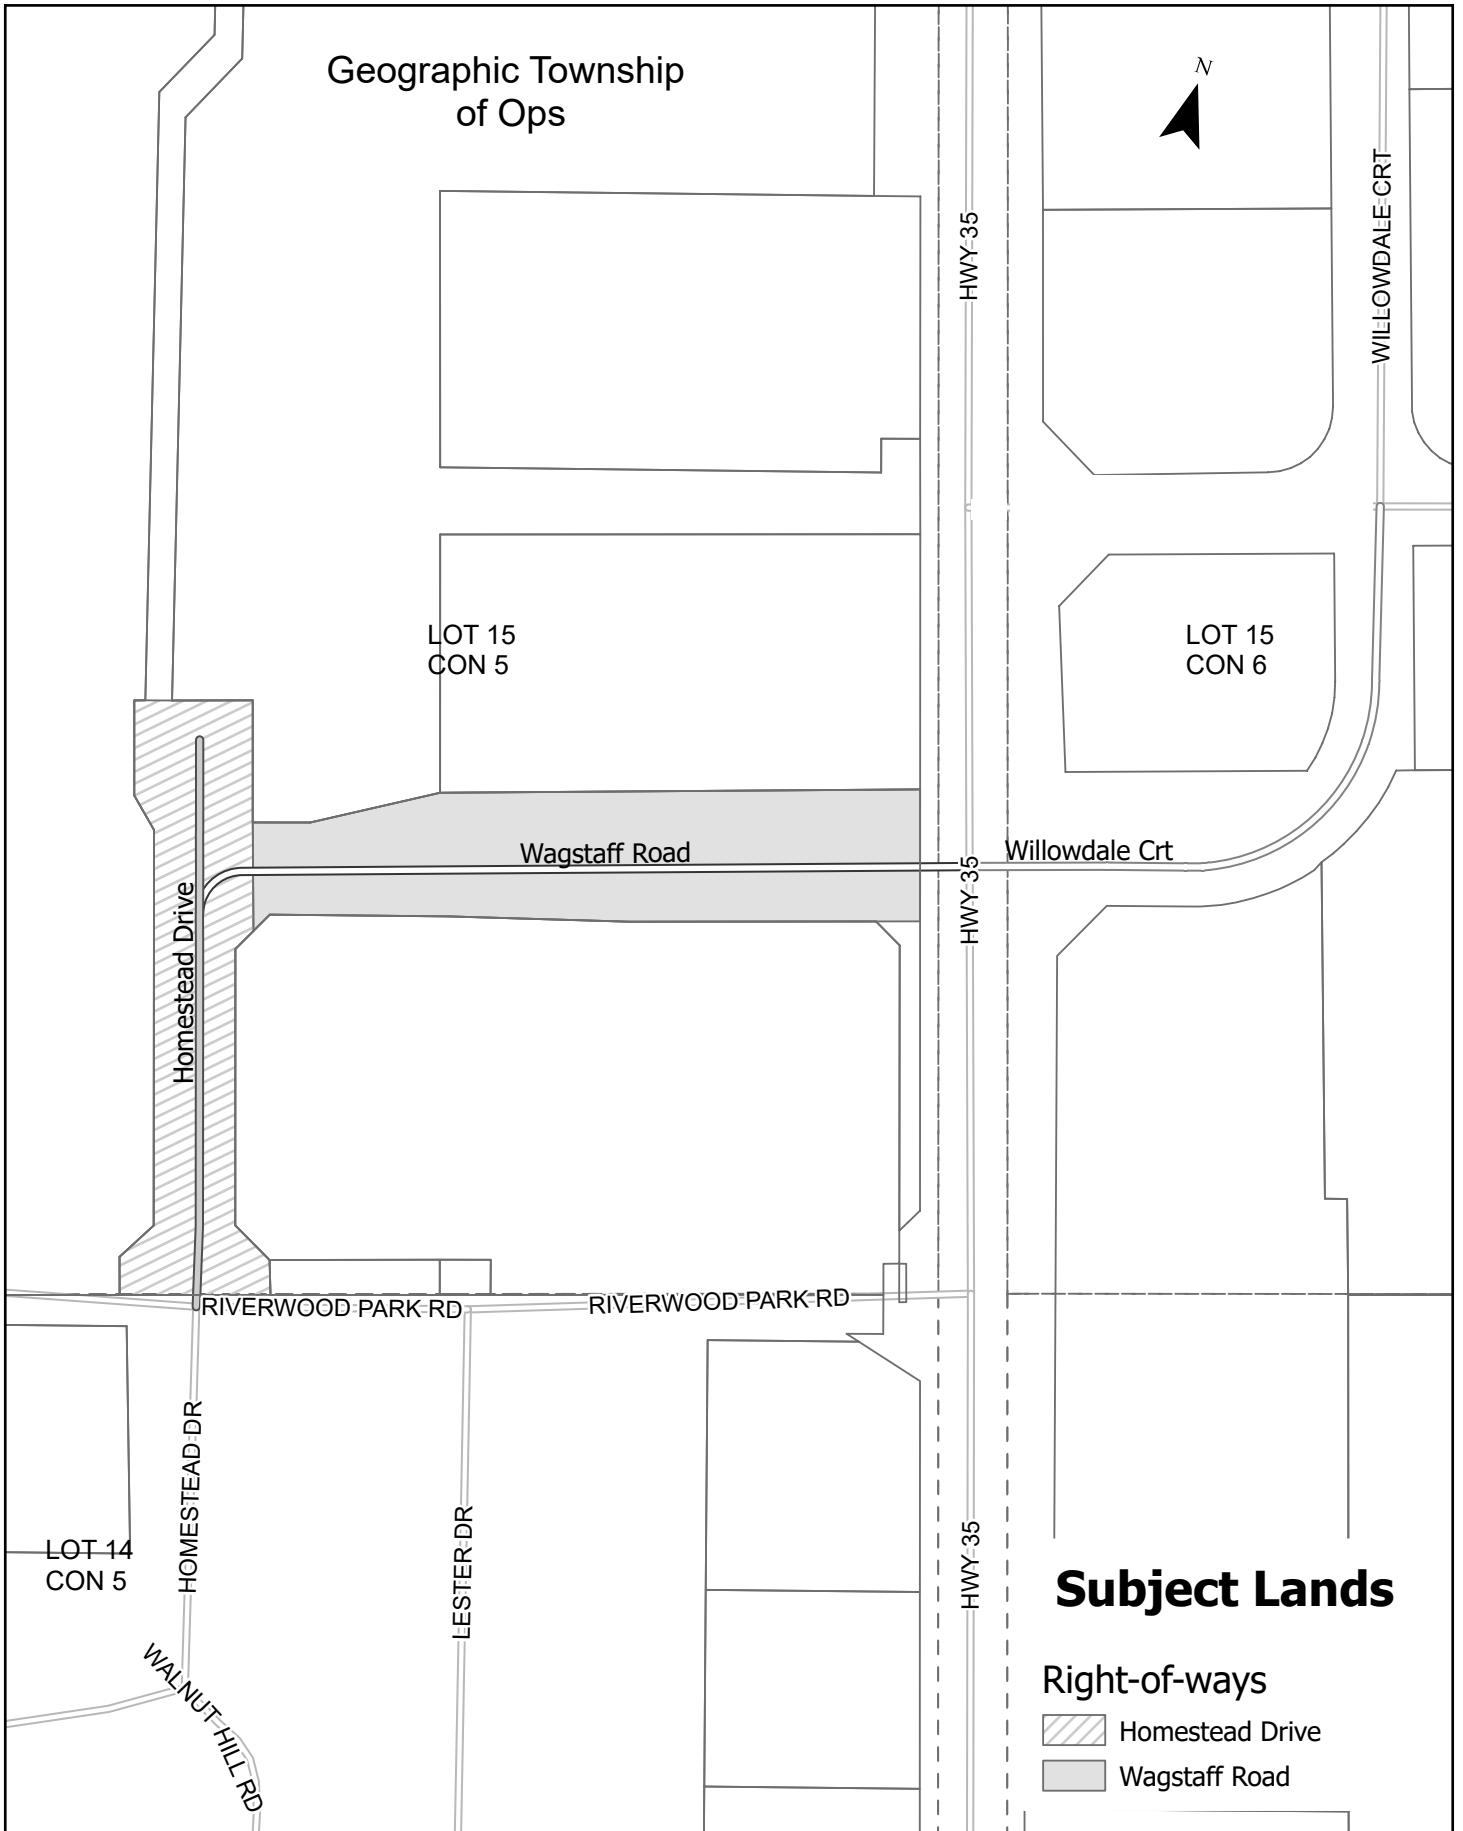 Geographic Township
of Ops
N
HWY 35
WILLOWDALE CRT
LOT 15
CON 5
LOT 15
CON 6
Wagstaff Road
Willowdale Crt
HWY 35
Homestead Drive
RIVERWOOD PARK RD
RIVERWOOD PARK RD
HOMESTEAD DR
LESTER DR
HWY 35
LOT 14
CON 5
WALNUT HILL RD
Subject Lands
Right-of-ways
Homestead Drive
Wagstaff Road